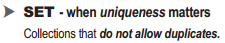 ➤ SET - when uniqueness matters
Collections that do not allow duplicates.